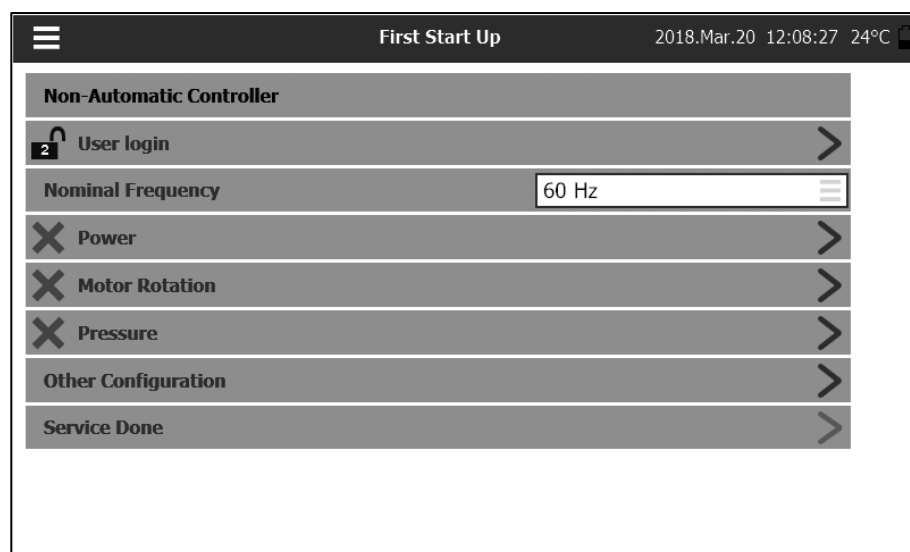 First Start Up 2018.Mar.20 12:08:27 24°C
Non-Automatic Controller
2 User login
Nominal Frequency 60 Hz
Power
Motor Rotation
Pressure
Other Configuration
Service Done